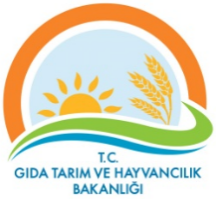 T.C.
GIDA TARIM VE HAYVANCILIK
BAKANLIĞI